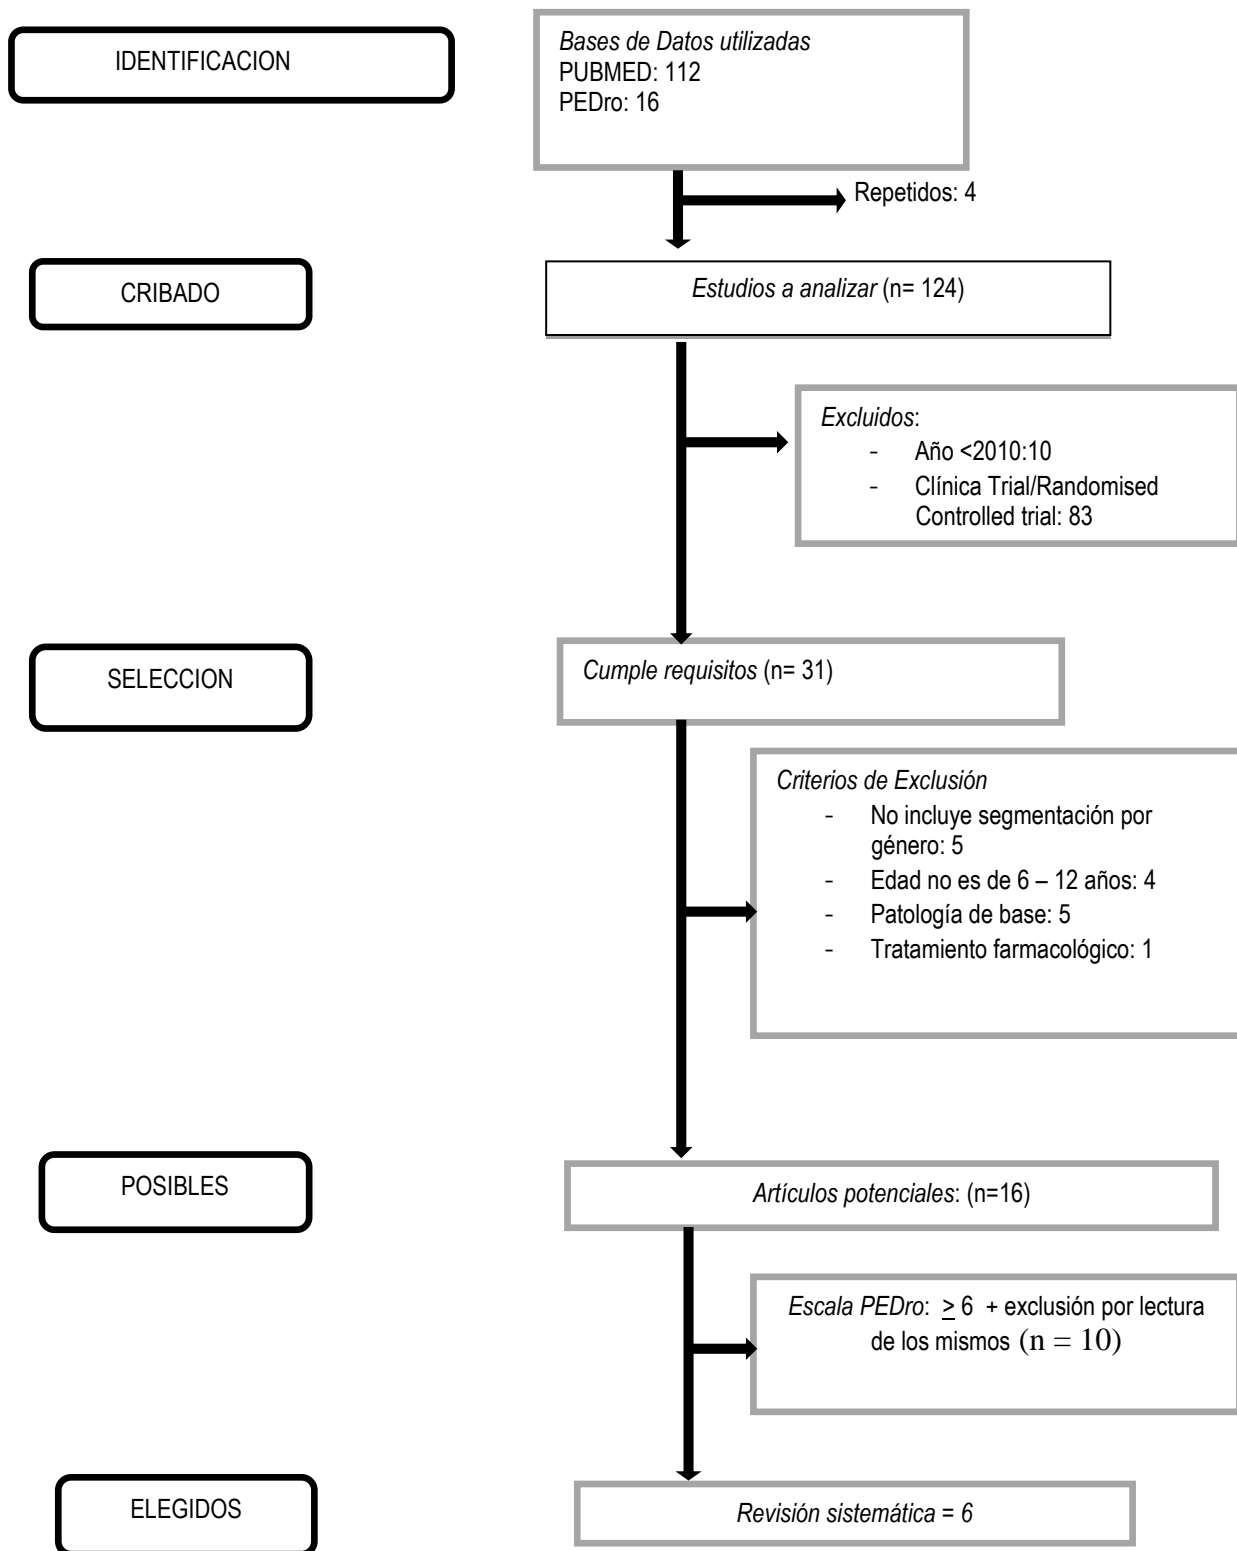 IDENTIFICACION
Bases de Datos utilizadas
PUBMED: 112
PEDro: 16
Repetidos: 4
CRIBADO
Estudios a analizar (n= 124)
Excluidos:
- Año <2010:10
- Clínica Trial/Randomised
Controlled trial: 83
SELECCION
Cumple requisitos (n= 31)
Criterios de Exclusión
- No incluye segmentación por
género: 5
- Edad no es de 6 – 12 años: 4
- Patología de base: 5
- Tratamiento farmacológico: 1
POSIBLES
Artículos potenciales: (n=16)
Escala PEDro: ≥ 6 + exclusión por lectura
de los mismos (n = 10)
ELEGIDOS
Revisión sistemática = 6